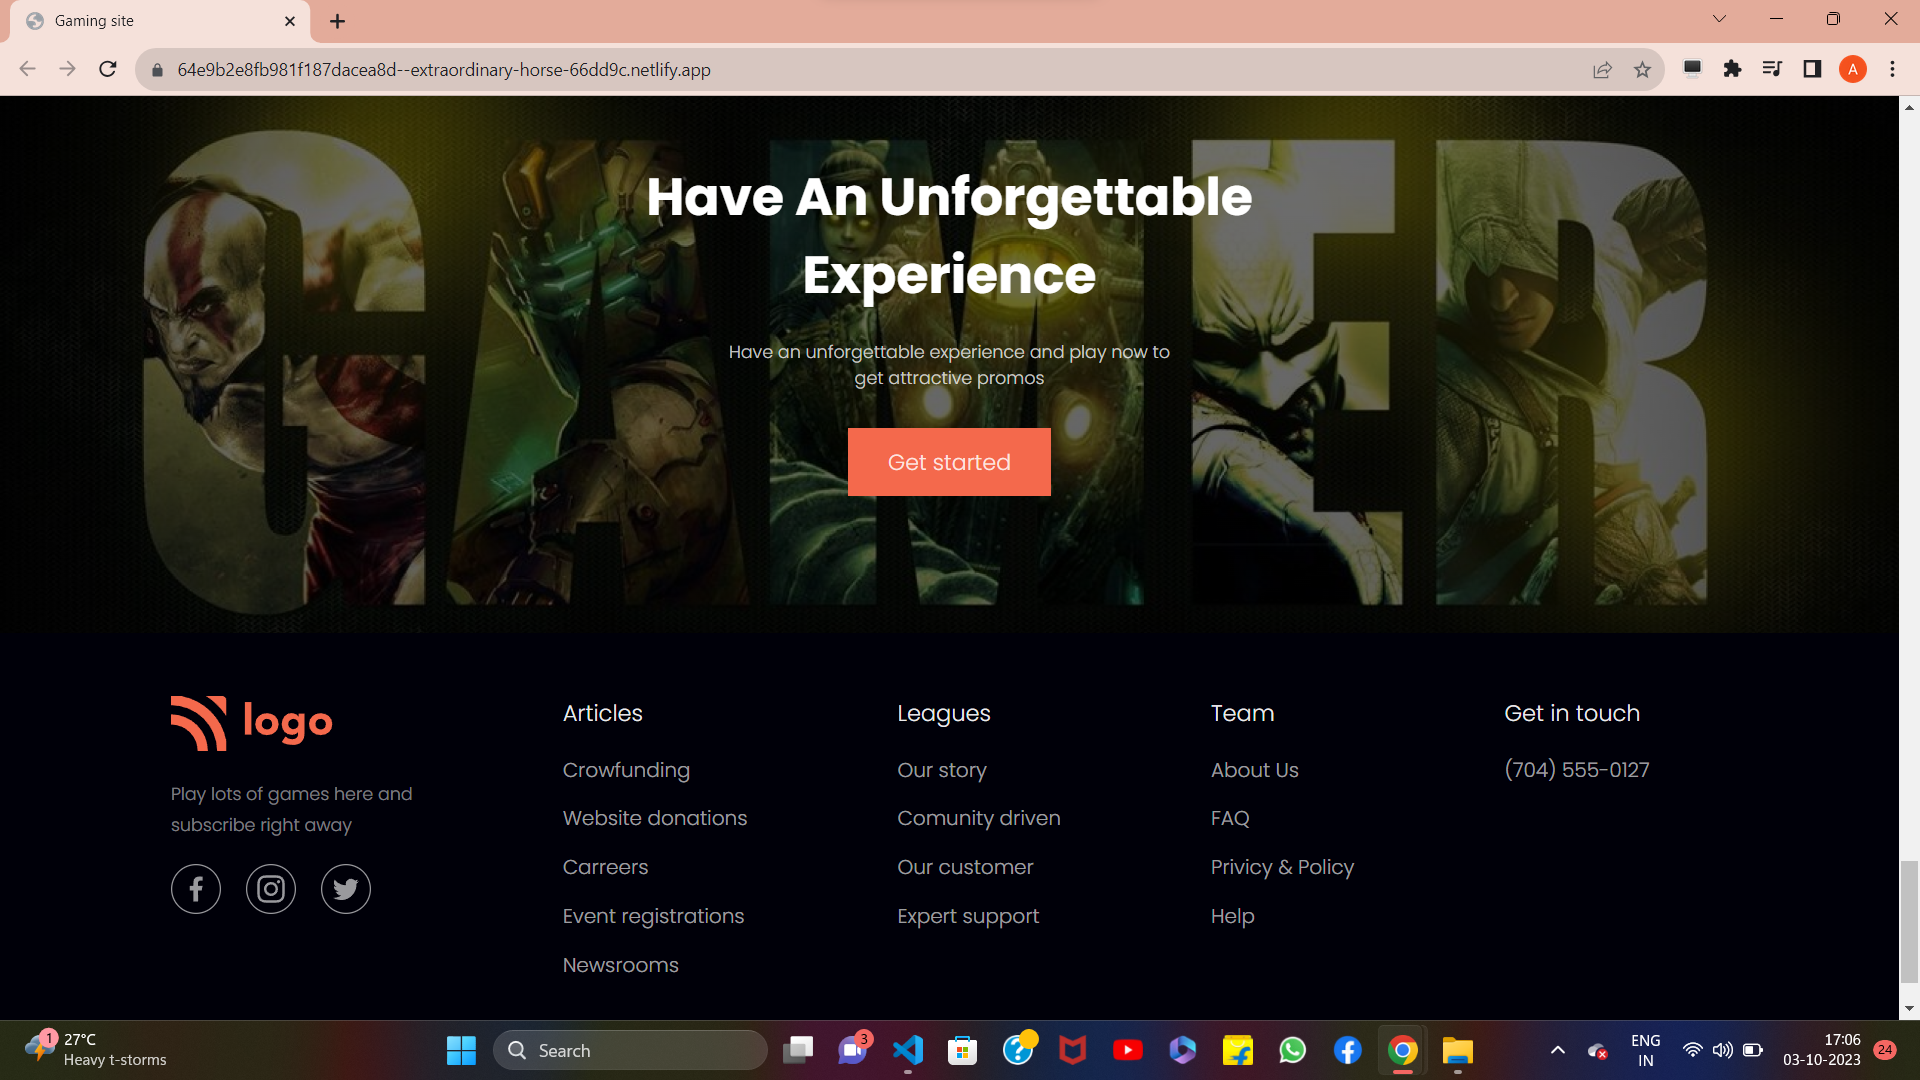 Gaming site
64e9b2e8fb981f187dacea8d--extraordinary-horse-66dd9c.netlify.app
A
GAMER
Have An Unforgettable
Experience
Have an unforgettable experience and play now to
get attractive promos
Get started
logo
Play lots of games here and
subscribe right away
Articles
Crowfunding
Website donations
Carreers
Event registrations
Newsrooms
Leagues
Our story
Comunity driven
Our customer
Expert support
Team
About Us
FAQ
Privicy & Policy
Help
Get in touch
(704) 555-0127
1
27°C
Heavy t-storms
Search
3
ENG
IN
17:06
03-10-2023
24